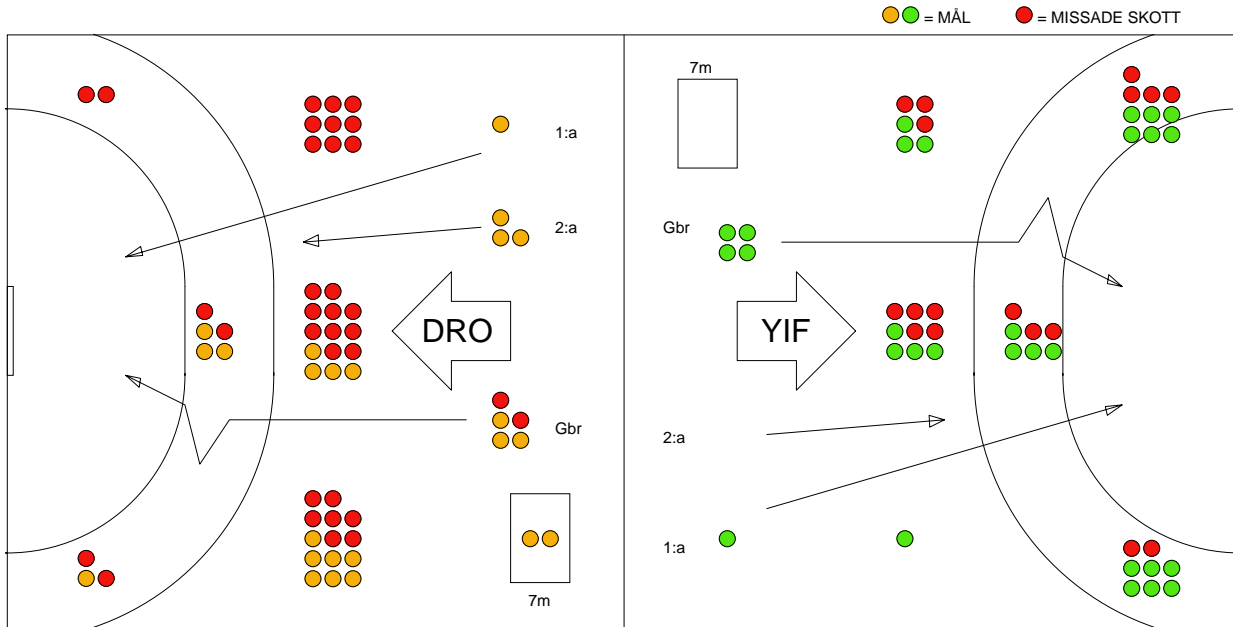 = MÅL
= MISSADE SKOTT
7m
1:a
2:a
Gbr
DRO
YIF
Gbr
2:a
1:a
7m